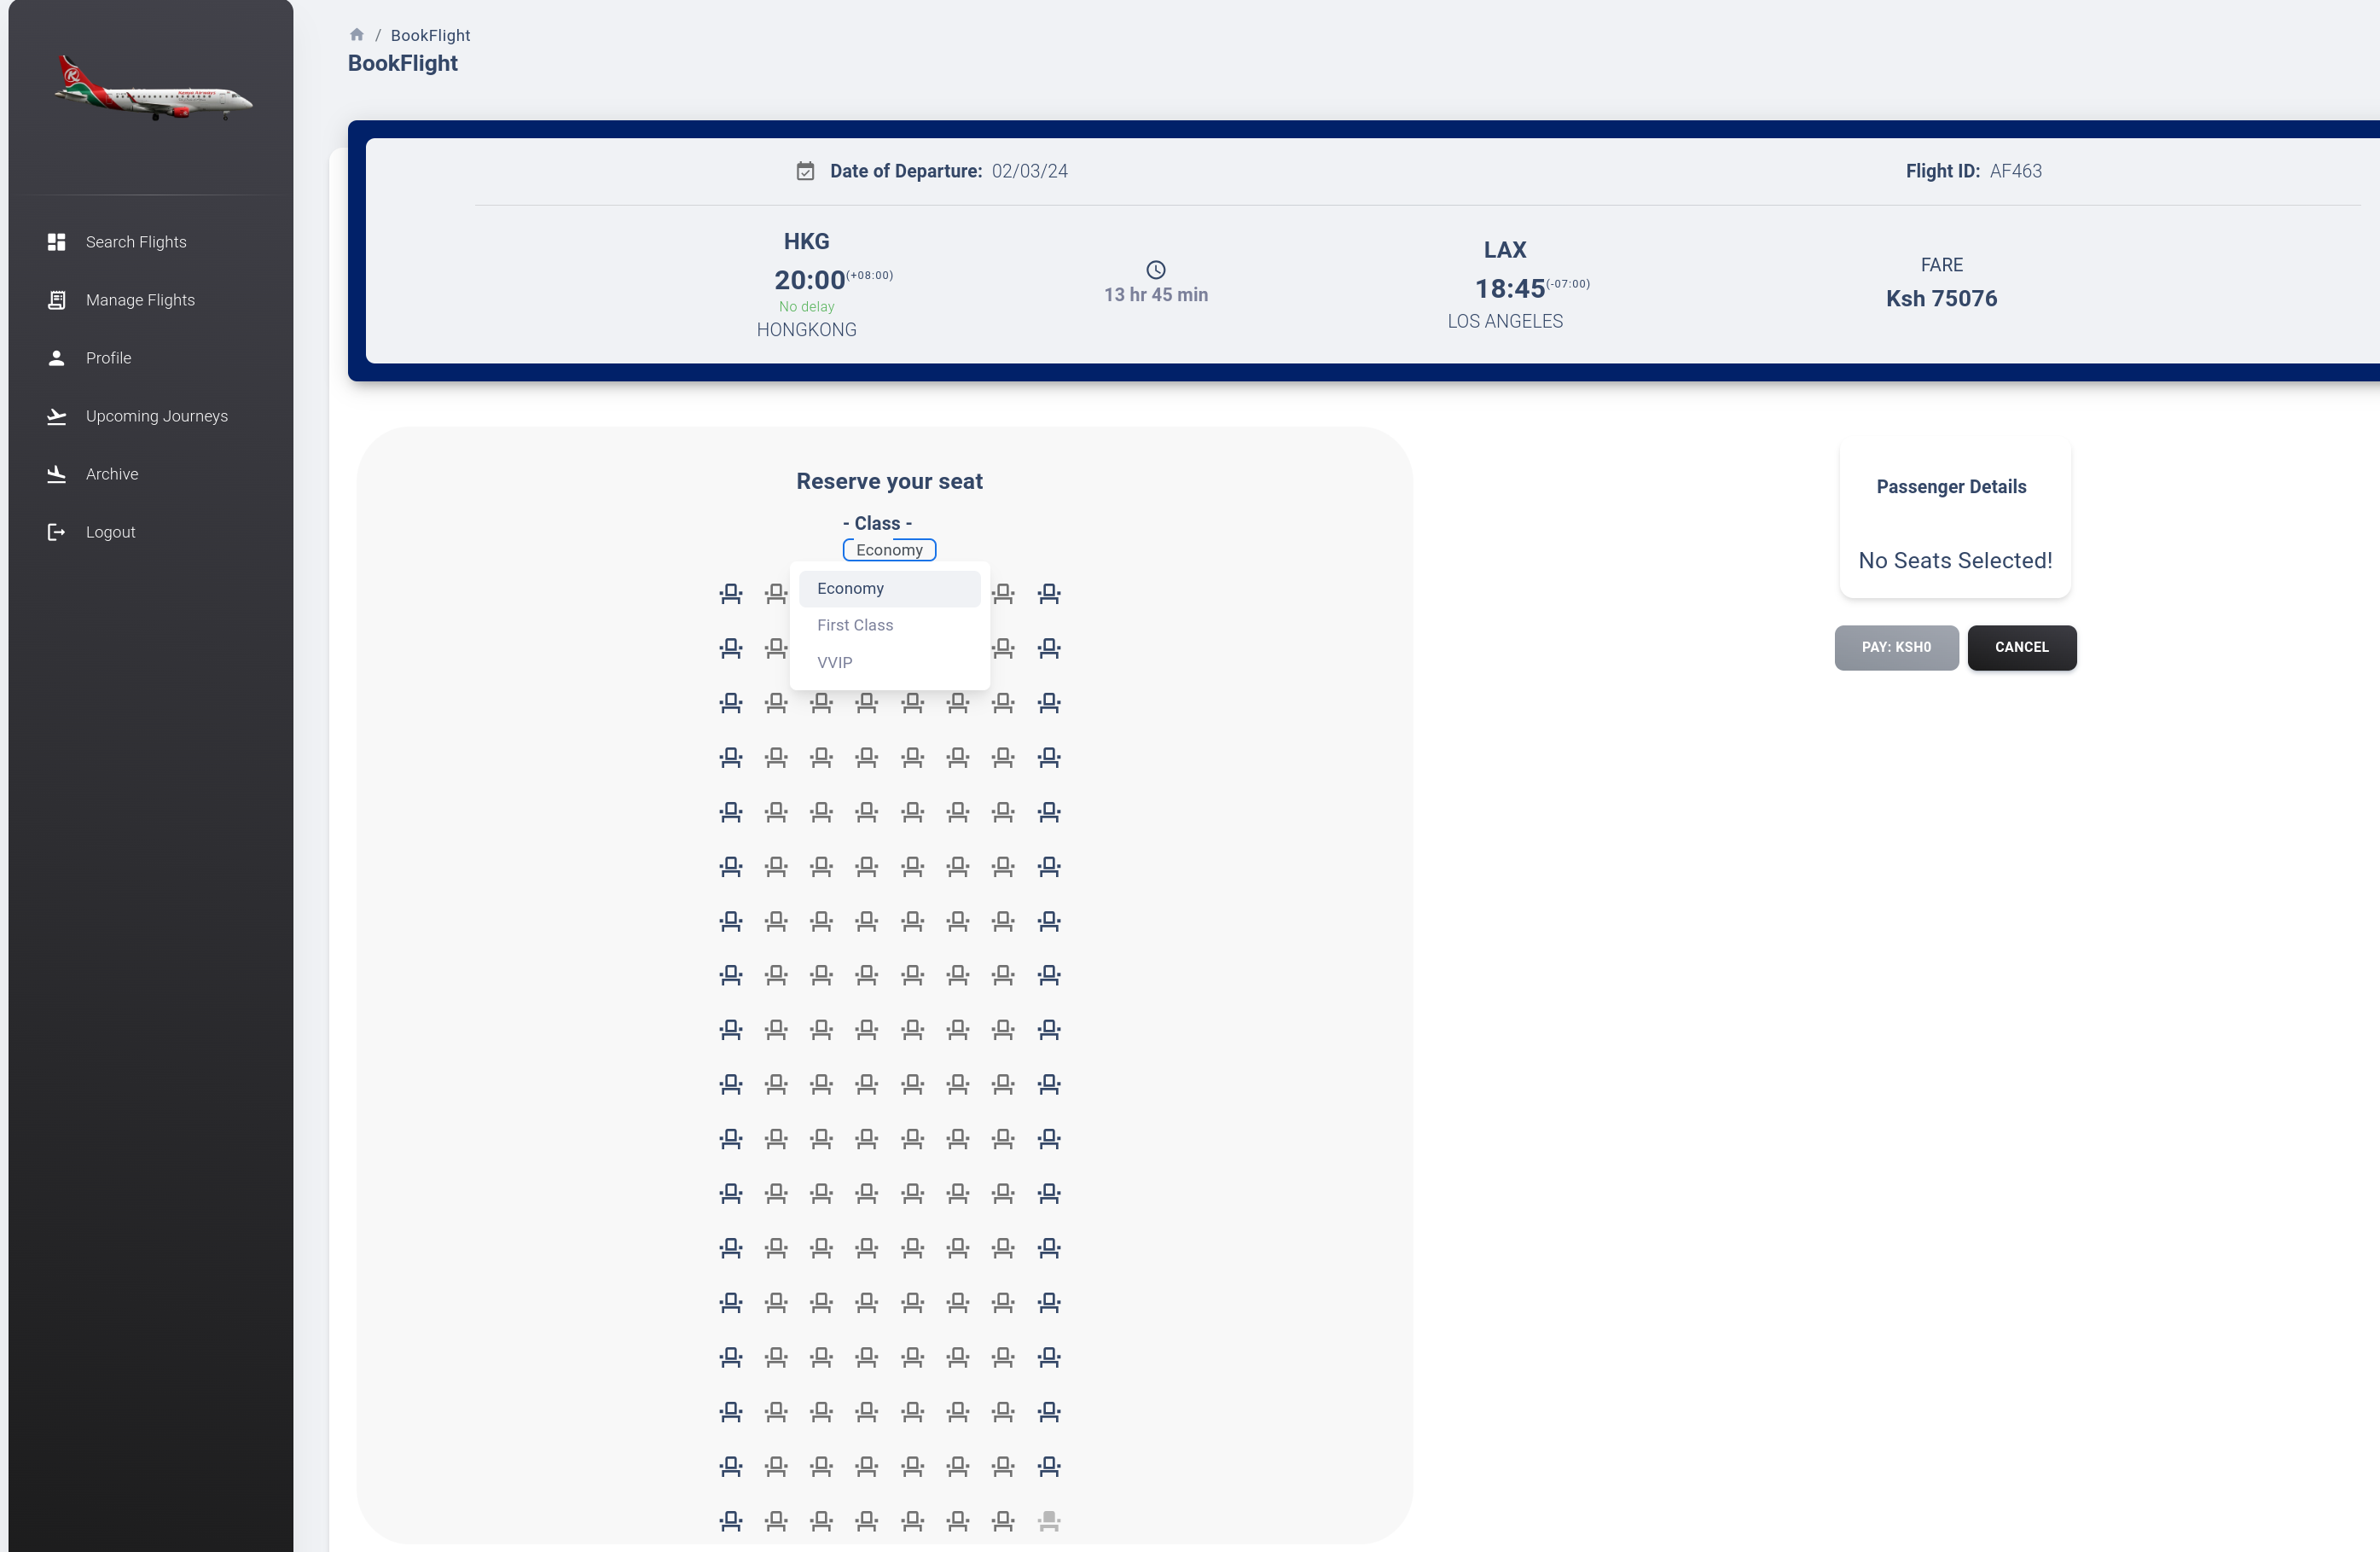 / BookFlight
BookFlight
Search Flights
Manage Flights
Profile
Upcoming Journeys
Archive
Logout
Date of Departure: 02/03/24
Flight ID: AF463
HKG
20:00(+08:00)
No delay
HONGKONG
13 hr 45 min
LAX
18:45(-07:00)
LOS ANGELES
FARE
Ksh 75076
Reserve your seat
- Class -
Economy
Economy
First Class
VVIP
Passenger Details
No Seats Selected!
PAY: KSH0
CANCEL